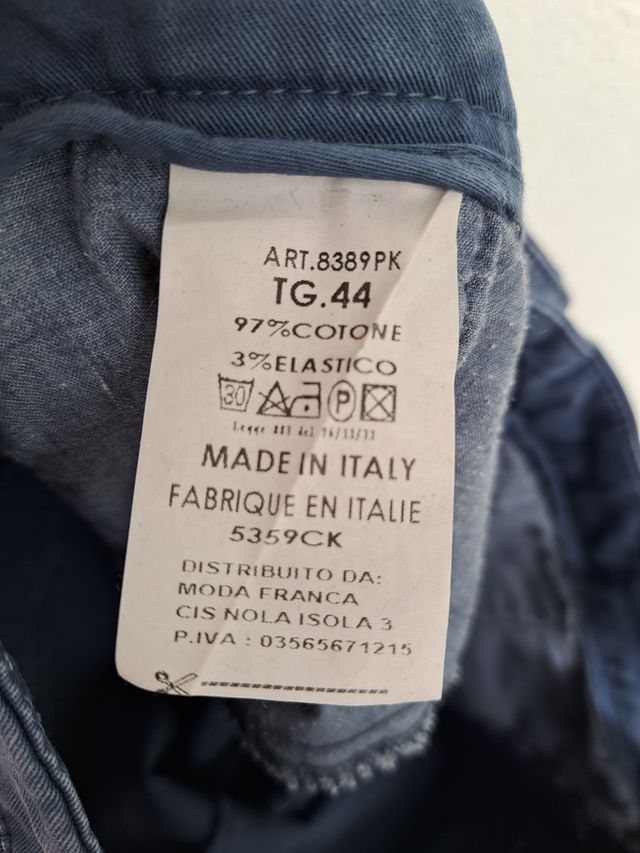 ART.8389PK
TG.44
97%COTONE
3%ELASTICO
30 P
MADE IN ITALY
FABRIQUE EN ITALIE
5359CK
DISTRIBUITO DA:
MODA FRANCA
CIS NOLA ISOLA 3
P.IVA : 03565671215